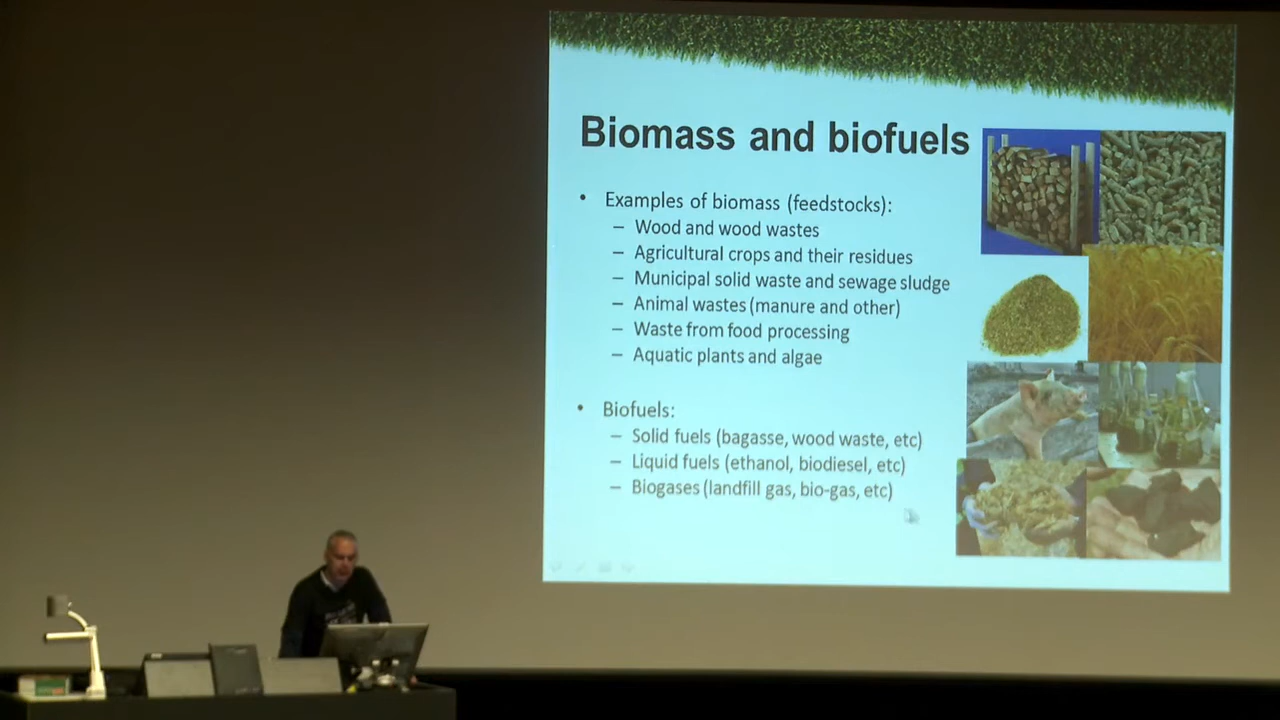 Biomass and biofuels
• Examples of biomass (feedstocks):
– Wood and wood wastes
– Agricultural crops and their residues
– Municipal solid waste and sewage sludge
– Animal wastes (manure and other)
– Waste from food processing
– Aquatic plants and algae
• Biofuels:
– Solid fuels (bagasse, wood waste, etc)
– Liquid fuels (ethanol, biodiesel, etc)
– Biogases (landfill gas, bio-gas, etc)